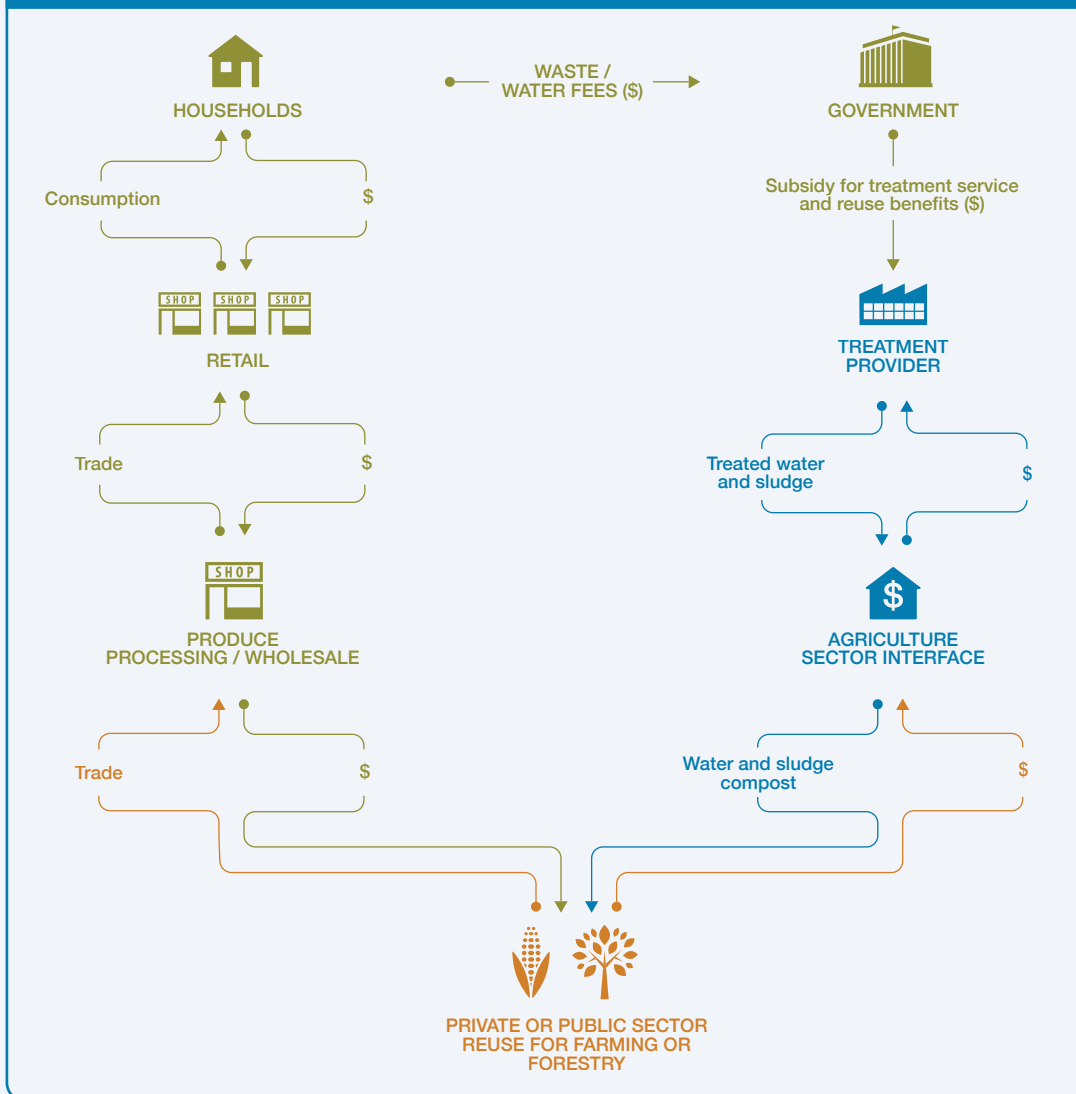 WASTE /
WATER FEES ($)
HOUSEHOLDS
GOVERNMENT
Consumption
$
Subsidy for treatment service
and reuse benefits ($)
SHOP
SHOP
SHOP
RETAIL
TREATMENT
PROVIDER
Trade
$
Treated water
and sludge
$
SHOP
$
PRODUCE
PROCESSING / WHOLESALE
AGRICULTURE
SECTOR INTERFACE
Trade
$
Water and sludge
compost
$
PRIVATE OR PUBLIC SECTOR
REUSE FOR FARMING OR
FORESTRY